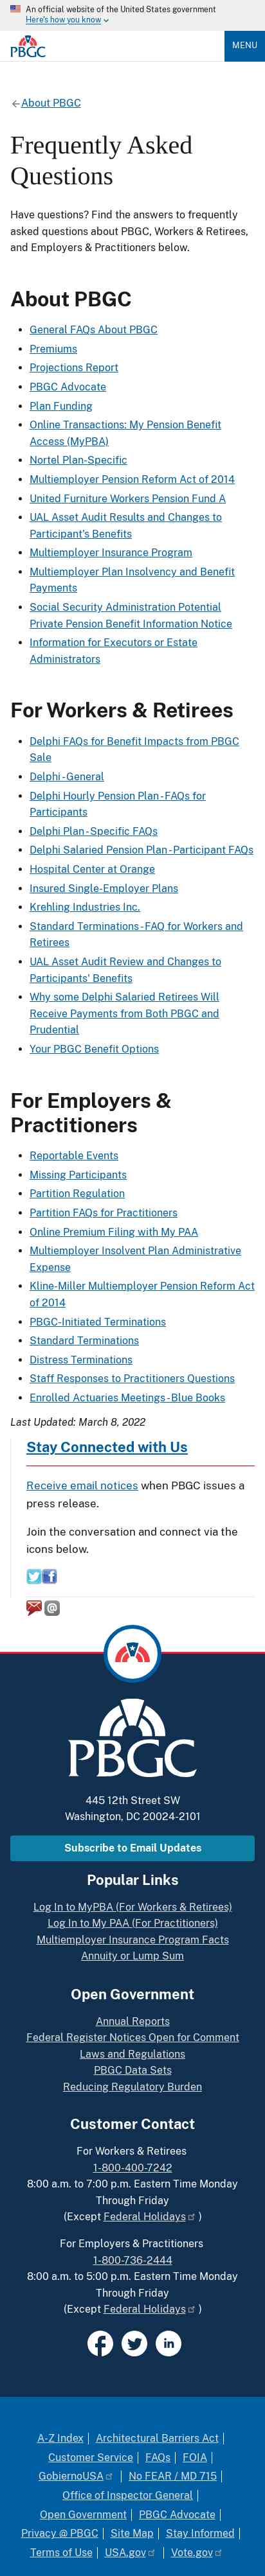 An official website of the United States government
Here's how you know
PBGC
MENU
About PBGC
Frequently Asked
Questions
Have questions? Find the answers to frequently
asked questions about PBGC, Workers & Retirees,
and Employers & Practitioners below.
About PBGC
General FAQs About PBGC
Premiums
Projections Report
PBGC Advocate
Plan Funding
Online Transactions: My Pension Benefit
Access (MyPBA)
Nortel Plan-Specific
Multiemployer Pension Reform Act of 2014
United Furniture Workers Pension Fund A
UAL Asset Audit Results and Changes to
Participant's Benefits
Multiemployer Insurance Program
Multiemployer Plan Insolvency and Benefit
Payments
Social Security Administration Potential
Private Pension Benefit Information Notice
Information for Executors or Estate
Administrators
For Workers & Retirees
Delphi FAQs for Benefit Impacts from PBGC
Sale
Delphi - General
Delphi Hourly Pension Plan - FAQs for
Participants
Delphi Plan-Specific FAQs
Delphi Salaried Pension Plan - Participant FAQs
Hospital Center at Orange
Insured Single-Employer Plans
Krehling Industries Inc.
Standard Terminations - FAQ for Workers and
Retirees
UAL Asset Audit Review and Changes to
Participants' Benefits
Why some Delphi Salaried Retirees Will
Receive Payments from Both PBGC and
Prudential
Your PBGC Benefit Options
For Employers &
Practitioners
Reportable Events
Missing Participants
Partition Regulation
Partition FAQs for Practitioners
Online Premium Filing with My PAA
Multiemployer Insolvent Plan Administrative
Expense
Kline-Miller Multiemployer Pension Reform Act
of 2014
PBGC-Initiated Terminations
Standard Terminations
Distress Terminations
Staff Responses to Practitioners Questions
Enrolled Actuaries Meetings - Blue Books
Last Updated: March 8, 2022
Stay Connected with Us
Receive email notices when PBGC issues a
press release.
Join the conversation and connect via the
icons below.
PBGC
445 12th Street SW
Washington, DC 20024-2101
Subscribe to Email Updates
Popular Links
Log In to MyPBA (For Workers & Retirees)
Log In to My PAA (For Practitioners)
Multiemployer Insurance Program Facts
Annuity or Lump Sum
Open Government
Annual Reports
Federal Register Notices Open for Comment
Laws and Regulations
PBGC Data Sets
Reducing Regulatory Burden
Customer Contact
For Workers & Retirees
1-800-400-7242
8:00 a.m. to 7:00 p.m. Eastern Time Monday
Through Friday
(Except Federal Holidays )
For Employers & Practitioners
1-800-736-2444
8:00 a.m. to 5:00 p.m. Eastern Time Monday
Through Friday
(Except Federal Holidays )
A-Z Index | Architectural Barriers Act |
Customer Service | FAQs | FOIA |
GobiernoUSA | No FEAR / MD 715 |
Office of Inspector General |
Open Government | PBGC Advocate |
Privacy @ PBGC | Site Map | Stay Informed |
Terms of Use | USA.gov | Vote.gov